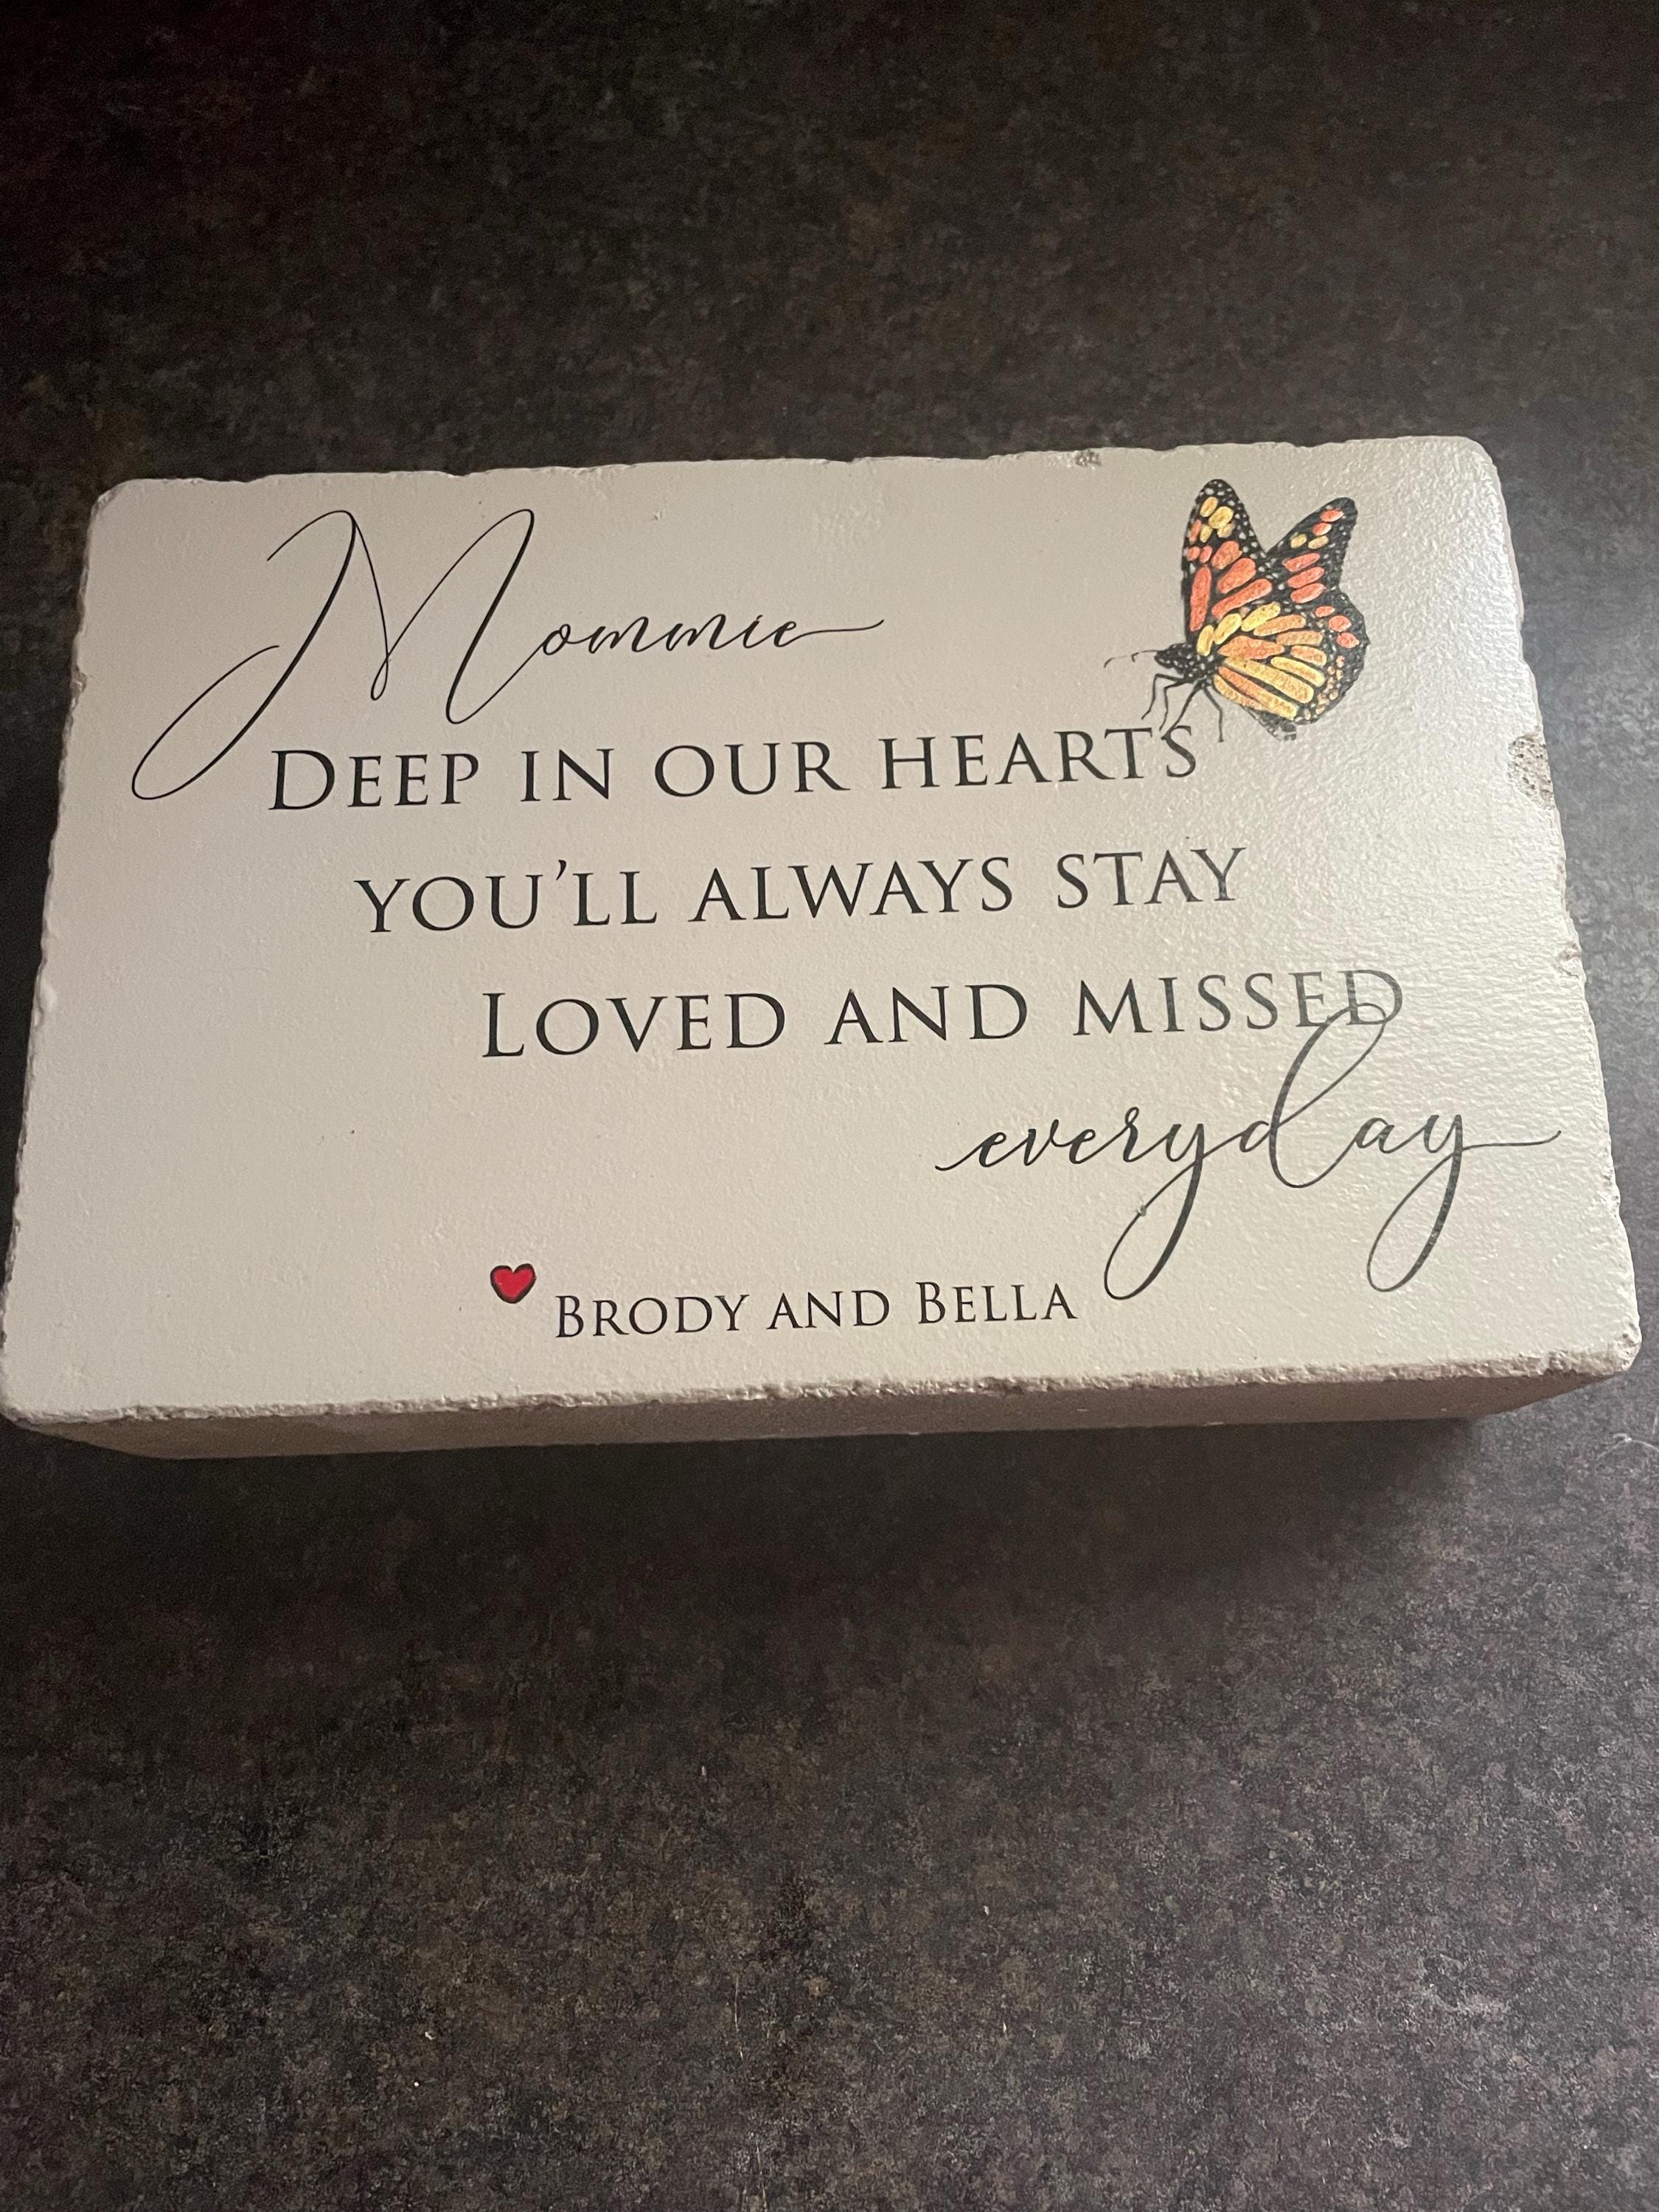 Mommie
DEEP IN OUR HEARTS
YOU'LL ALWAYS STAY
LOVED AND MISSED
everyday
BRODY AND BELLA